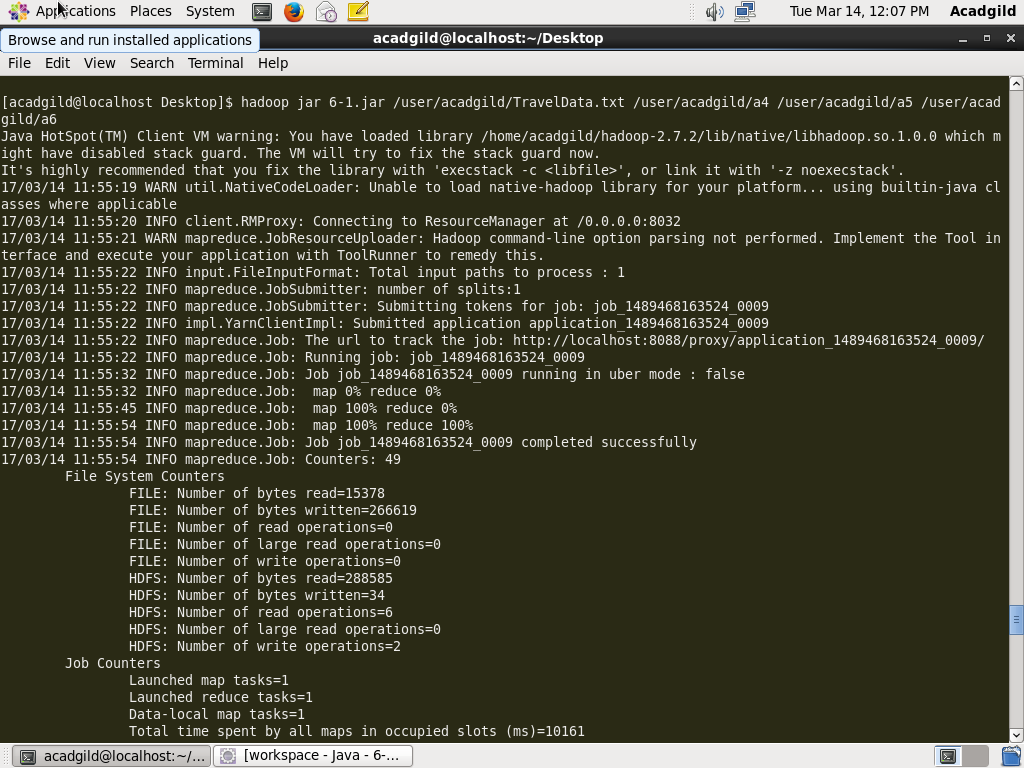 Applications Places System Tue Mar 14, 12:07 PM Acadgild
Browse and run installed applications
acadgild@localhost:~/Desktop
File Edit View Search Terminal Help
[acadgild@localhost Desktop]$ hadoop jar 6-1.jar /user/acadgild/TravelData.txt /user/acadgild/a4 /user/acadgild/a5 /user/acad
gild/a6
Java HotSpot(TM) Client VM warning: You have loaded library /home/acadgild/hadoop-2.7.2/lib/native/libhadoop.so.1.0.0 which m
ight have disabled stack guard. The VM will try to fix the stack guard now.
It's highly recommended that you fix the library with 'execstack -c <libfile>', or link it with '-z noexecstack'.
17/03/14 11:55:19 WARN util.NativeCodeLoader: Unable to load native-hadoop library for your platform... using builtin-java cl
asses where applicable
17/03/14 11:55:20 INFO client.RMProxy: Connecting to ResourceManager at /0.0.0.0:8032
17/03/14 11:55:21 WARN mapreduce.JobResourceUploader: Hadoop command-line option parsing not performed. Implement the Tool in
terface and execute your application with ToolRunner to remedy this.
17/03/14 11:55:22 INFO input.FileInputFormat: Total input paths to process : 1
17/03/14 11:55:22 INFO mapreduce.JobSubmitter: number of splits:1
17/03/14 11:55:22 INFO mapreduce.JobSubmitter: Submitting tokens for job: job_1489468163524_0009
17/03/14 11:55:22 INFO impl.YarnClientImpl: Submitted application application_1489468163524_0009
17/03/14 11:55:22 INFO mapreduce.Job: The url to track the job: http://localhost:8088/proxy/application_1489468163524_0009/
17/03/14 11:55:22 INFO mapreduce.Job: Running job: job_1489468163524_0009
17/03/14 11:55:32 INFO mapreduce.Job: Job job_1489468163524_0009 running in uber mode : false
17/03/14 11:55:32 INFO mapreduce.Job:  map 0% reduce 0%
17/03/14 11:55:45 INFO mapreduce.Job:  map 100% reduce 0%
17/03/14 11:55:54 INFO mapreduce.Job:  map 100% reduce 100%
17/03/14 11:55:54 INFO mapreduce.Job: Job job_1489468163524_0009 completed successfully
17/03/14 11:55:54 INFO mapreduce.Job: Counters: 49
File System Counters
FILE: Number of bytes read=15378
FILE: Number of bytes written=266619
FILE: Number of read operations=0
FILE: Number of large read operations=0
FILE: Number of write operations=0
HDFS: Number of bytes read=288585
HDFS: Number of bytes written=34
HDFS: Number of read operations=6
HDFS: Number of large read operations=0
HDFS: Number of write operations=2
Job Counters
Launched map tasks=1
Launched reduce tasks=1
Data-local map tasks=1
Total time spent by all maps in occupied slots (ms)=10161
acadgild@localhost:~/... [workspace - Java - 6-...